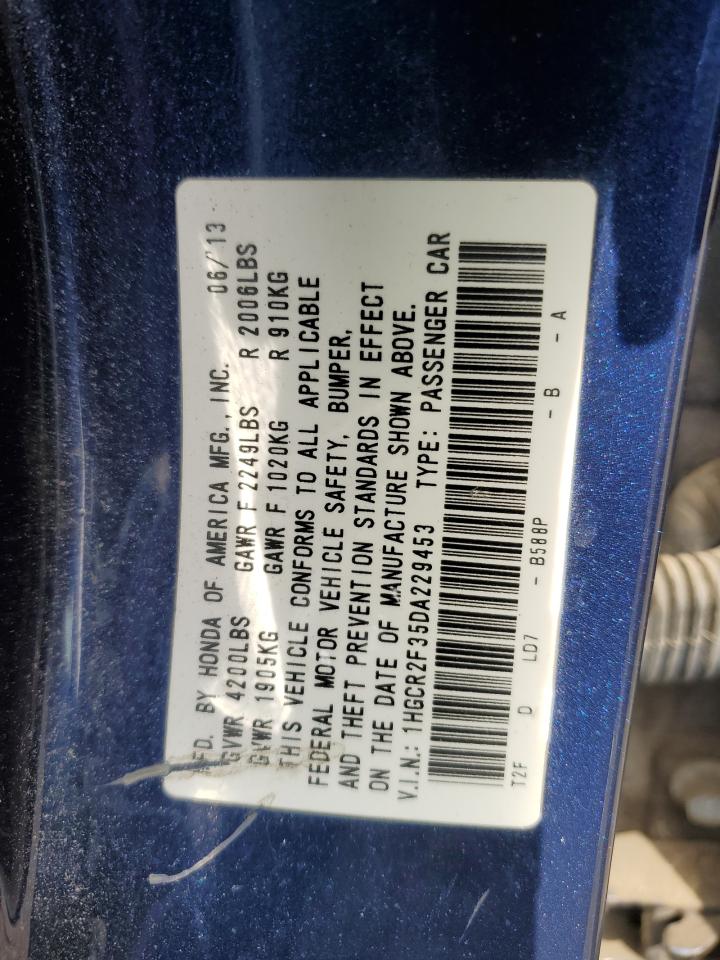 MFD. BY HONDA OF AMERICA MFG., INC. 06/13
GVWR 4200LBS GAWR F 2249LBS R 2006LBS
GVWR 1905KG GAWR F 1020KG R 910KG
THIS VEHICLE CONFORMS TO ALL APPLICABLE
FEDERAL MOTOR VEHICLE SAFETY, BUMPER,
AND THEFT PREVENTION STANDARDS IN EFFECT
ON THE DATE OF MANUFACTURE SHOWN ABOVE.
V.I.N.: 1HGCR2F35DA229453 TYPE: PASSENGER CAR
T2F D LD7 - B588P - B - A